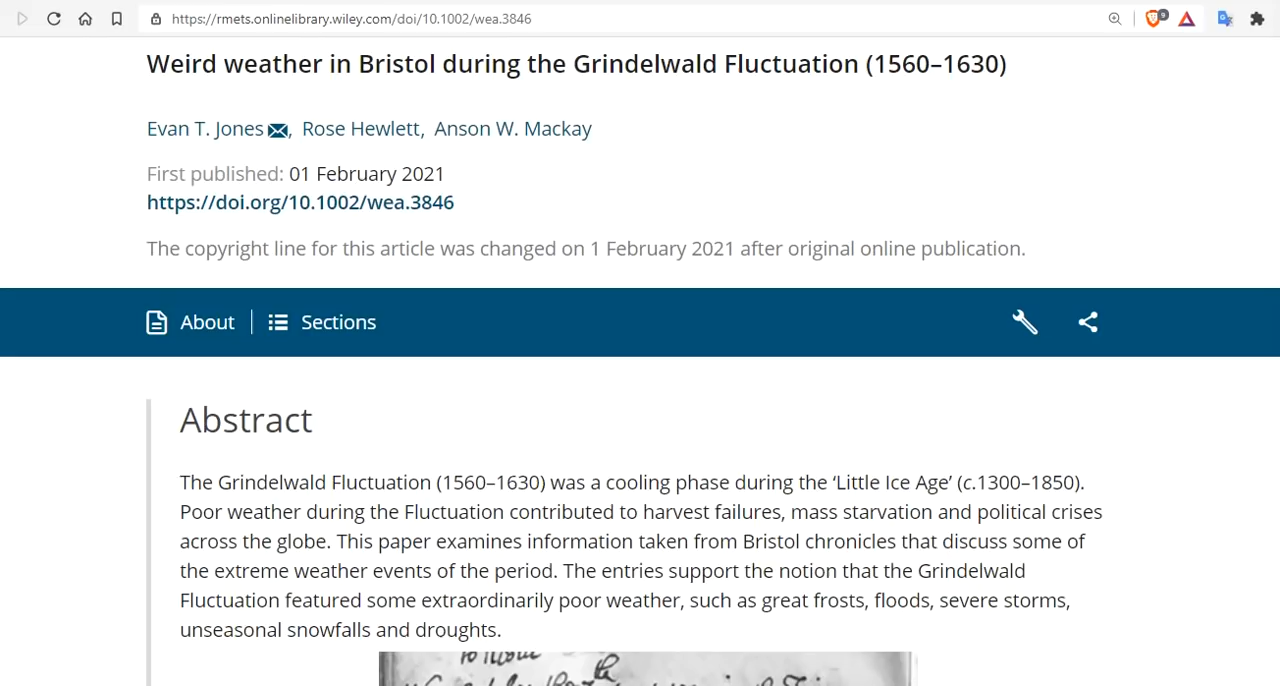 https://rmets.onlinelibrary.wiley.com/doi/10.1002/wea.3846
9
Weird weather in Bristol during the Grindelwald Fluctuation (1560–1630)
Evan T. Jones, Rose Hewlett, Anson W. Mackay
First published: 01 February 2021
https://doi.org/10.1002/wea.3846
The copyright line for this article was changed on 1 February 2021 after original online publication.
About Sections
Abstract
The Grindelwald Fluctuation (1560–1630) was a cooling phase during the ‘Little Ice Age’ (c.1300–1850).
Poor weather during the Fluctuation contributed to harvest failures, mass starvation and political crises
across the globe. This paper examines information taken from Bristol chronicles that discuss some of
the extreme weather events of the period. The entries support the notion that the Grindelwald
Fluctuation featured some extraordinarily poor weather, such as great frosts, floods, severe storms,
unseasonal snowfalls and droughts.